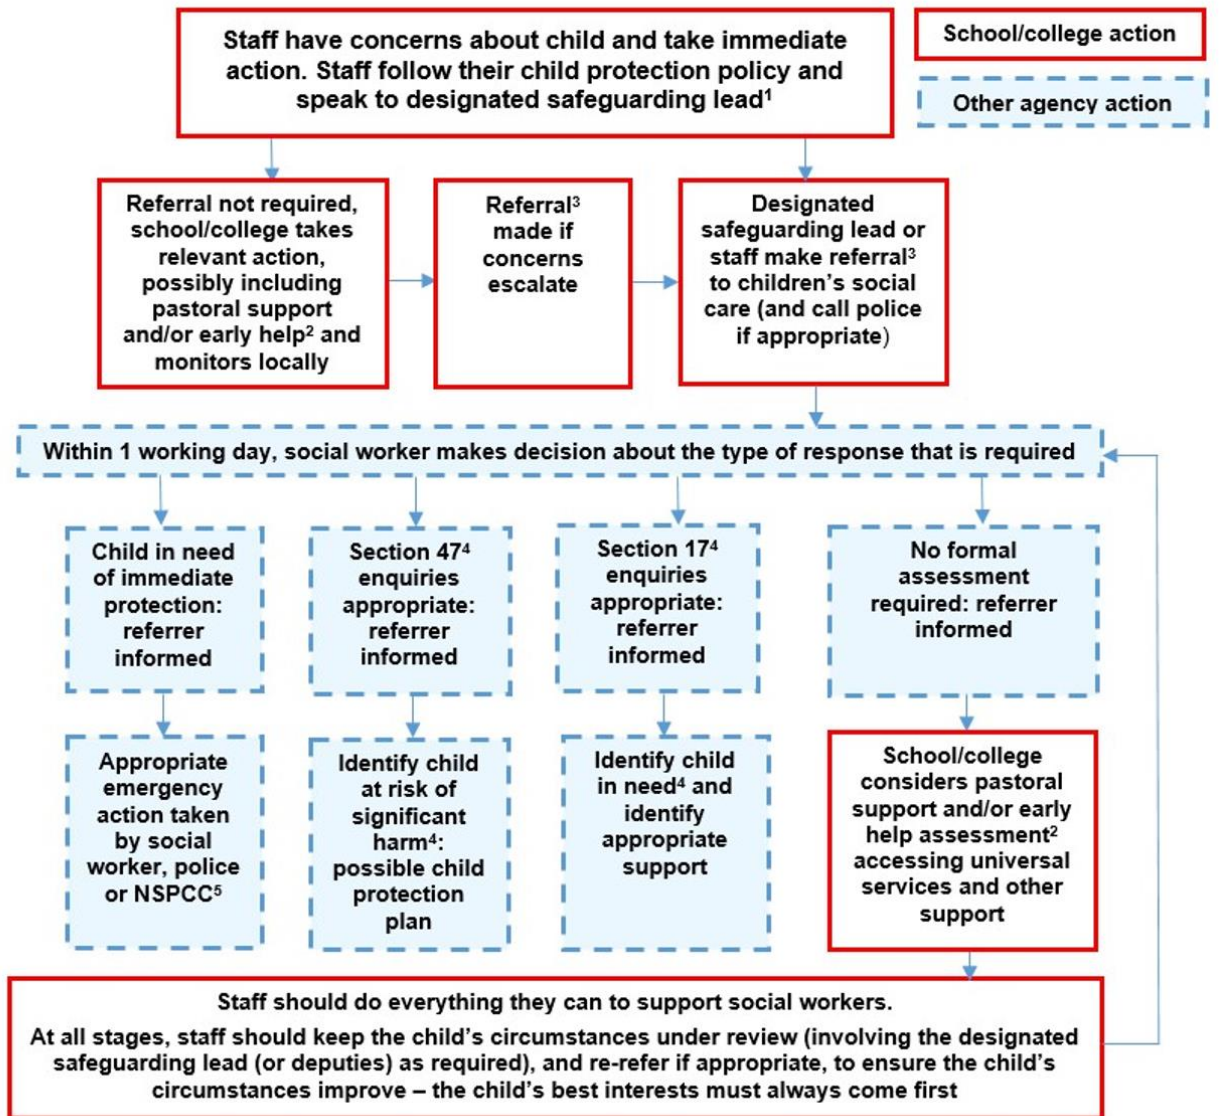 Staff have concerns about child and take immediate
action. Staff follow their child protection policy and
speak to designated safeguarding lead¹
School/college action
Other agency action
Referral not required,
school/college takes
relevant action,
possibly including
pastoral support
and/or early help² and
monitors locally
Referral³
made if
concerns
escalate
Designated
safeguarding lead or
staff make referral³
to children’s social
care (and call police
if appropriate)
Within 1 working day, social worker makes decision about the type of response that is required
Child in need
of immediate
protection:
referrer
informed
Section 47⁴
enquiries
appropriate:
referrer
informed
Section 17⁴
enquiries
appropriate:
referrer
informed
No formal
assessment
required: referrer
informed
Appropriate
emergency
action taken
by social
worker, police
or NSPCC⁵
Identify child
at risk of
significant
harm⁴:
possible child
protection
plan
Identify child
in need⁴ and
identify
appropriate
support
School/college
considers pastoral
support and/or early
help assessment²
accessing universal
services and other
support
Staff should do everything they can to support social workers.
At all stages, staff should keep the child’s circumstances under review (involving the designated
safeguarding lead (or deputies) as required), and re-refer if appropriate, to ensure the child’s
circumstances improve – the child’s best interests must always come first